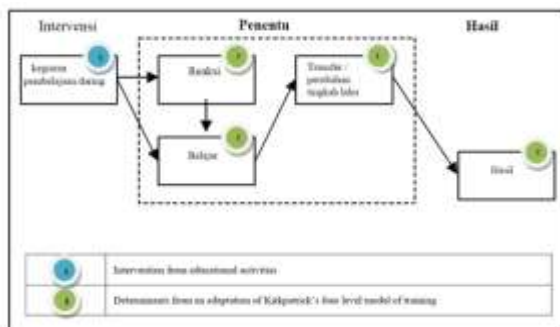 Intervensi
Penentu
Hasil
kegiatan
pembelajaran daring
Reaksi
Transfer /
perubahan
tingkah laku
Belajar
Hasil
Intervention from educational activities
Determinants from an adaptation of Kirkpatrick's four level model of training